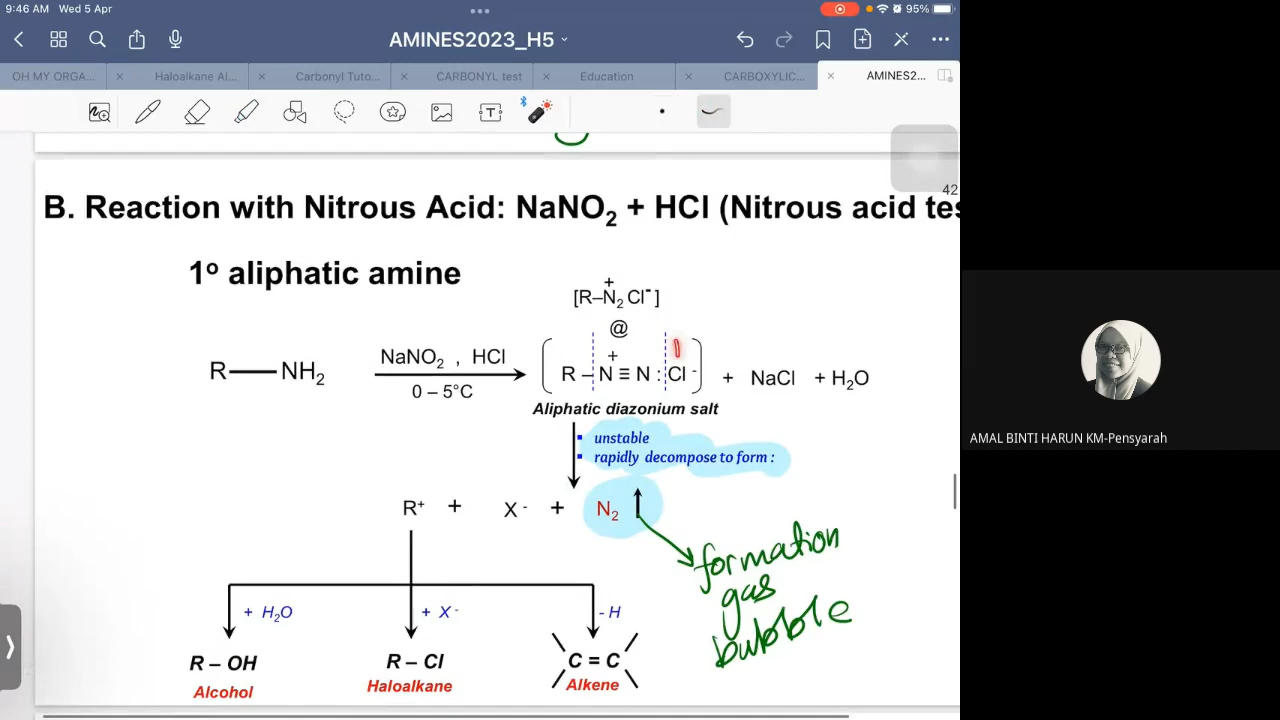 9:46 AM Wed 5 Apr
95%
AMINES2023_H5
OH MY ORGA...
Haloalkane Al...
Carbonyl Tuto...
CARBONYL test
Education
CARBOXYLIC...
AMINES2...
42
B. Reaction with Nitrous Acid: NaNO₂ + HCl (Nitrous acid tes
1º aliphatic amine
[R–N₂⁺ Cl⁻]
@
R — NH₂
NaNO₂ , HCl
0 – 5°C
R – N⁺ ≡ N : Cl⁻
+ NaCl + H₂O
Aliphatic diazonium salt
unstable
rapidly decompose to form :
R⁺ + X⁻ + N₂
formation
gas
bubble
+ H₂O
+ X⁻
- H
R – OH
R – Cl
C = C
Alcohol
Haloalkane
Alkene
AMAL BINTI HARUN KM-Pensyarah